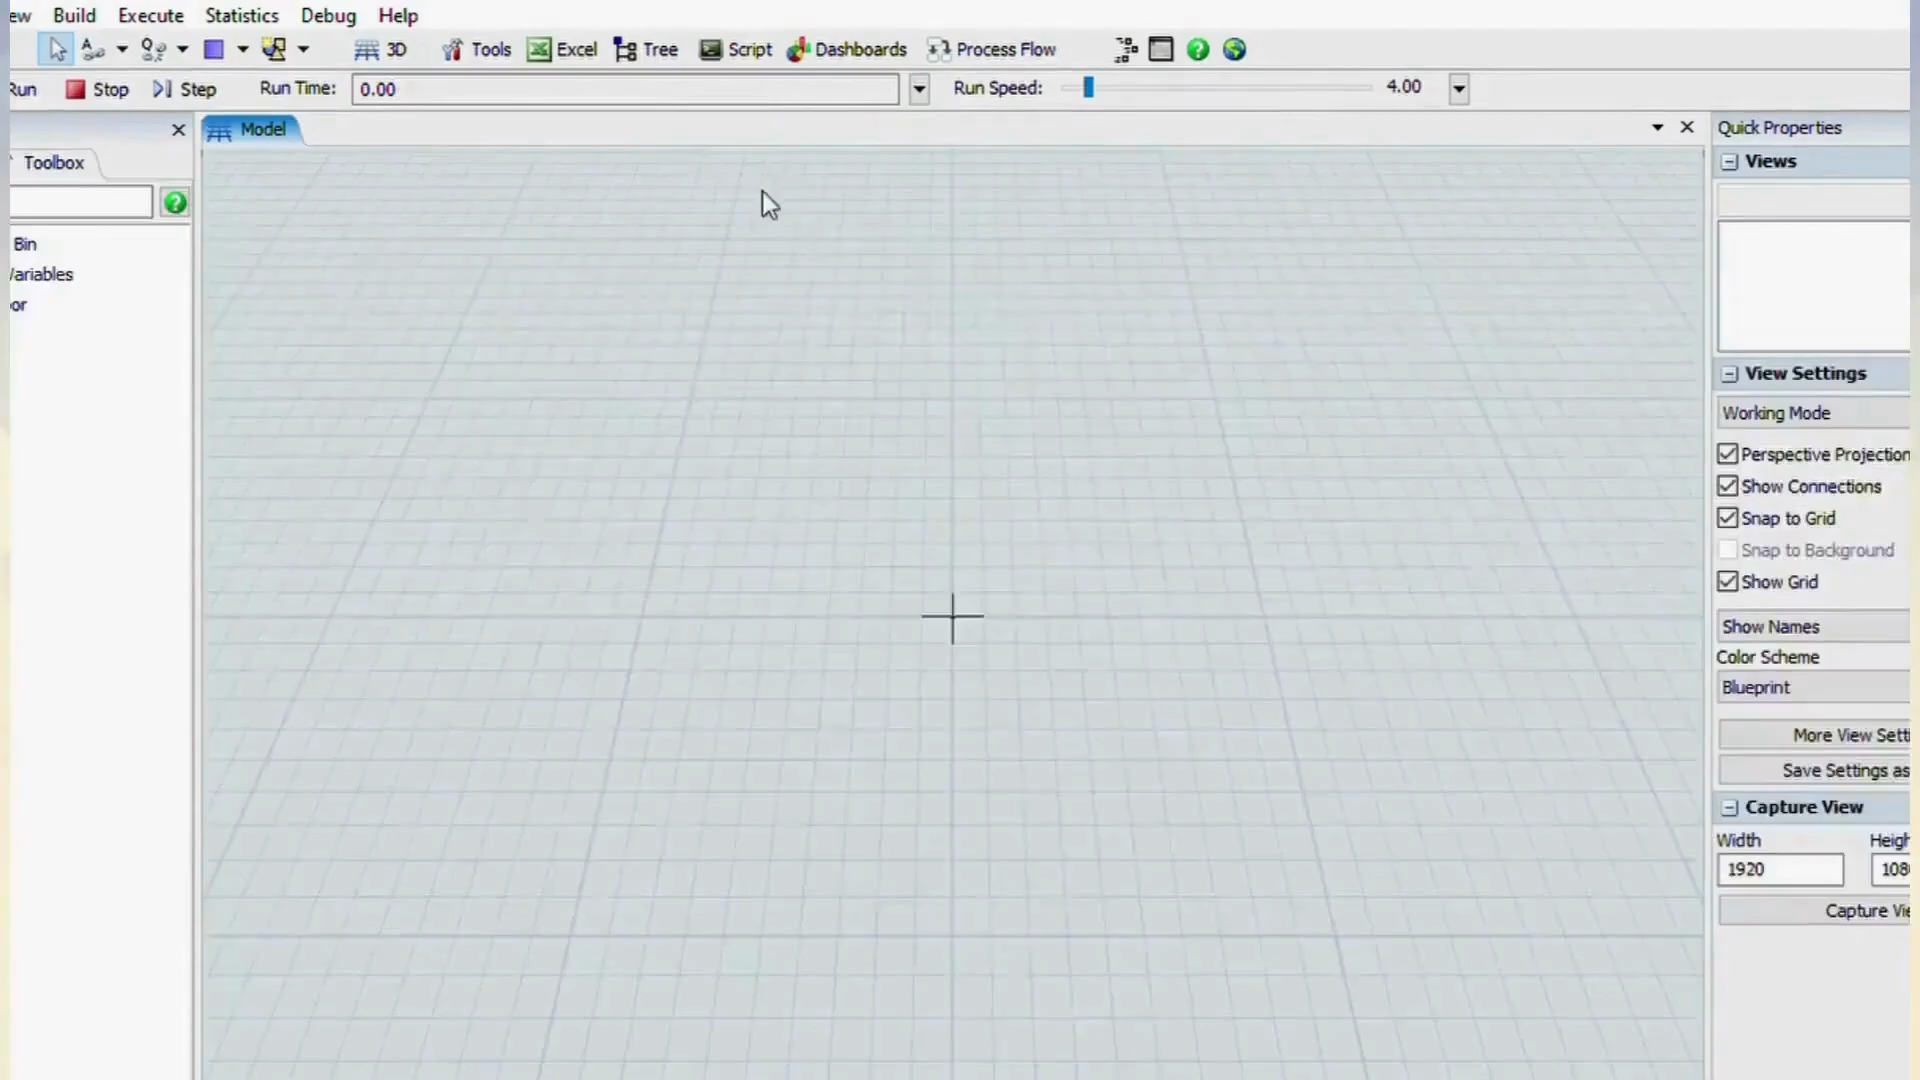 ew Build Execute Statistics Debug Help
3D Tools Excel Tree Script Dashboards Process Flow
Run Stop Step Run Time: 0.00 Run Speed: 4.00
Model
Toolbox
Bin
Variables
or
Quick Properties
Views
View Settings
Working Mode
Perspective Projection
Show Connections
Snap to Grid
Snap to Background
Show Grid
Show Names
Color Scheme
Blueprint
More View Setti
Save Settings as
Capture View
Width Heigh
1920 108
Capture Vie